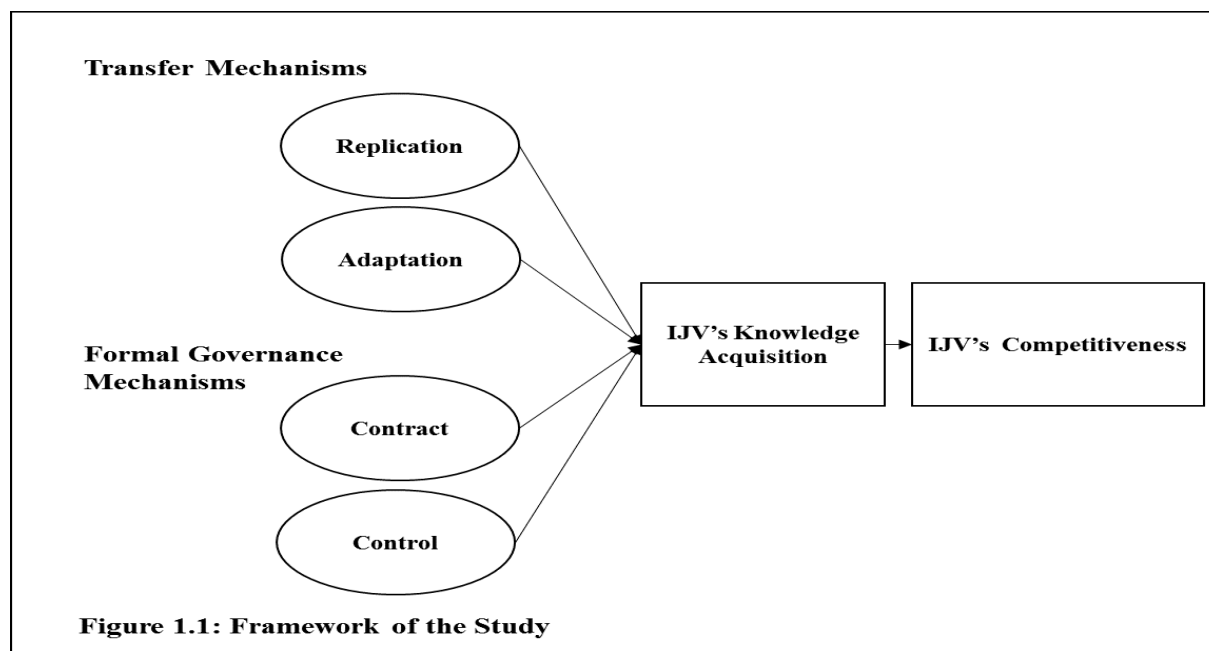 Transfer Mechanisms
Replication
Adaptation
Formal Governance
Mechanisms
Contract
Control
IJV's Knowledge
Acquisition
IJV's Competitiveness
Figure 1.1: Framework of the Study